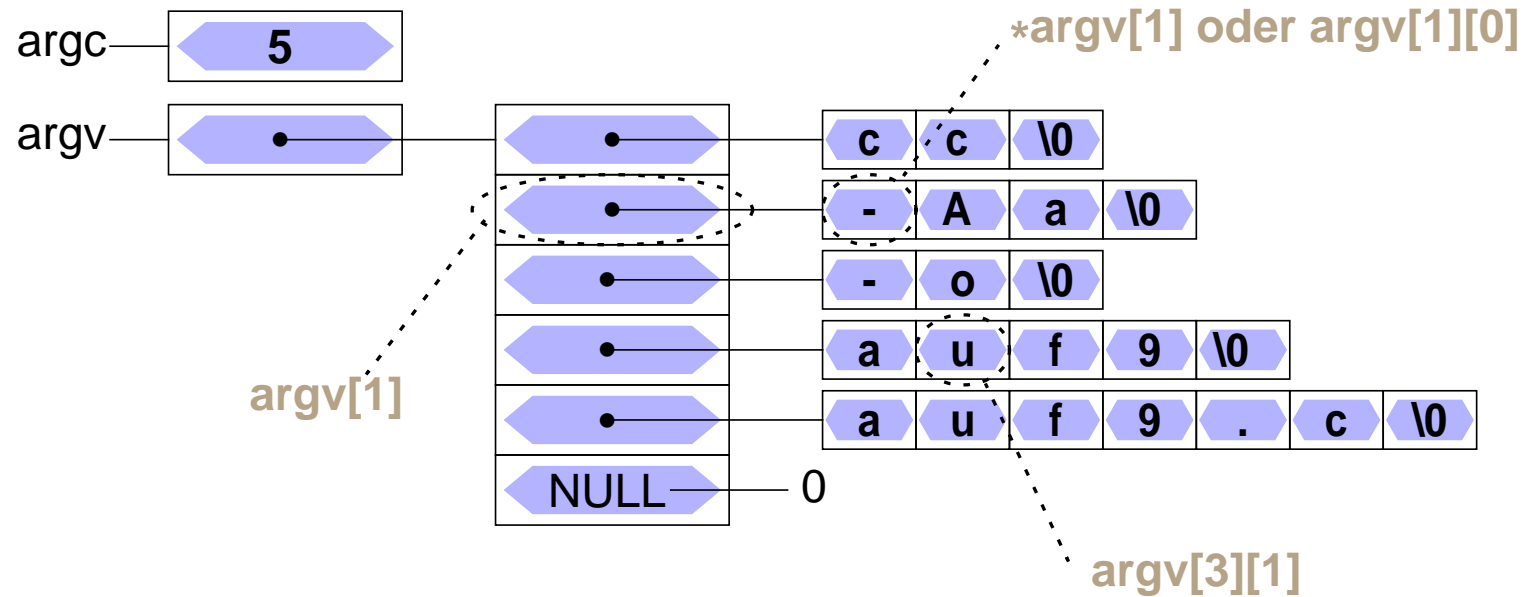 argc 5
*argv[1] oder argv[1][0]
argv c c \0
- A a \0
- o \0
a u f 9 \0
argv[1]
a u f 9 . c \0
NULL 0
argv[3][1]